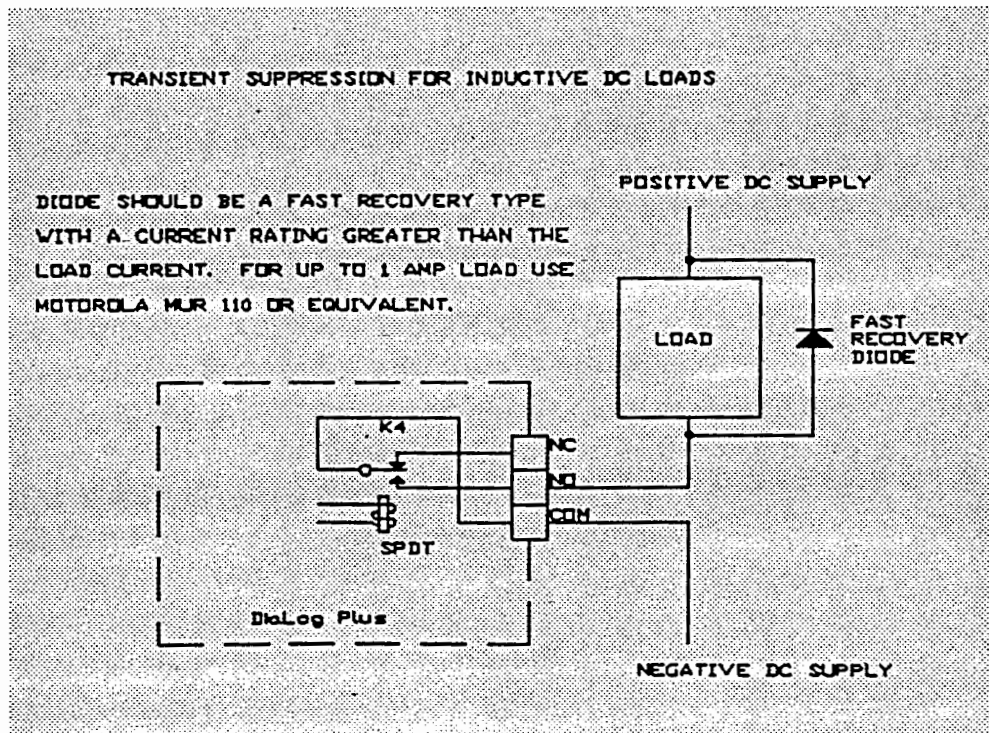 TRANSIENT SUPPRESSION FOR INDUCTIVE DC LOADS
DIODE SHOULD BE A FAST RECOVERY TYPE
WITH A CURRENT RATING GREATER THAN THE
LOAD CURRENT. FOR UP TO 1 AMP LOAD USE
MOTOROLA MUR 110 OR EQUIVALENT.
POSITIVE DC SUPPLY
LOAD
FAST
RECOVERY
DIODE
K4
NC
NO
COM
SPDT
DiaLog Plus
NEGATIVE DC SUPPLY